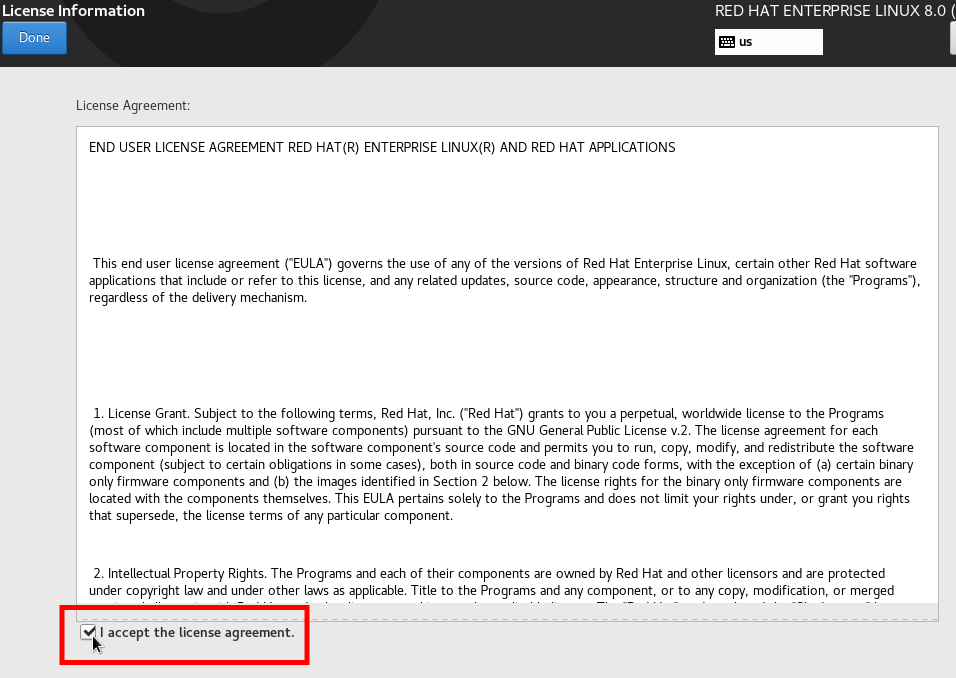 License Information
RED HAT ENTERPRISE LINUX 8.0 (
Done
us
License Agreement:
END USER LICENSE AGREEMENT RED HAT(R) ENTERPRISE LINUX(R) AND RED HAT APPLICATIONS
This end user license agreement ("EULA") governs the use of any of the versions of Red Hat Enterprise Linux, certain other Red Hat software
applications that include or refer to this license, and any related updates, source code, appearance, structure and organization (the "Programs"),
regardless of the delivery mechanism.
1. License Grant. Subject to the following terms, Red Hat, Inc. ("Red Hat") grants to you a perpetual, worldwide license to the Programs
(most of which include multiple software components) pursuant to the GNU General Public License v.2. The license agreement for each
software component is located in the software component's source code and permits you to run, copy, modify, and redistribute the software
component (subject to certain obligations in some cases), both in source code and binary code forms, with the exception of (a) certain binary
only firmware components and (b) the images identified in Section 2 below. The license rights for the binary only firmware components are
located with the components themselves. This EULA pertains solely to the Programs and does not limit your rights under, or grant you rights
that supersede, the license terms of any particular component.
2. Intellectual Property Rights. The Programs and each of their components are owned by Red Hat and other licensors and are protected
under copyright law and under other laws as applicable. Title to the Programs and any component, or to any copy, modification, or merged
I accept the license agreement.